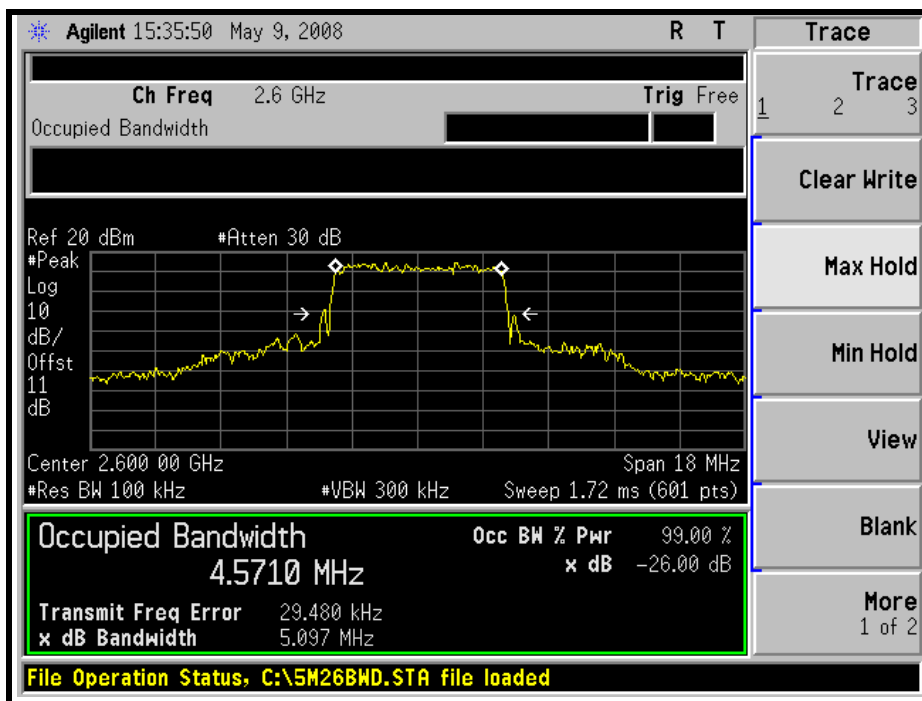 Agilent 15:35:50 May 9, 2008 R T Trace
Ch Freq 2.6 GHz Trig Free
Occupied Bandwidth
Trace
1 2 3
Clear Write
Max Hold
Min Hold
View
Blank
More
1 of 2
Ref 20 dBm #Atten 30 dB
#Peak
Log
10
dB/
Offst
11
dB
Center 2.600 00 GHz Span 18 MHz
#Res BW 100 kHz #VBW 300 kHz Sweep 1.72 ms (601 pts)
Occupied Bandwidth Occ BW % Pwr 99.00 %
4.5710 MHz x dB -26.00 dB
Transmit Freq Error 29.480 kHz
x dB Bandwidth 5.097 MHz
File Operation Status, C:\5M26BWD.STA file loaded